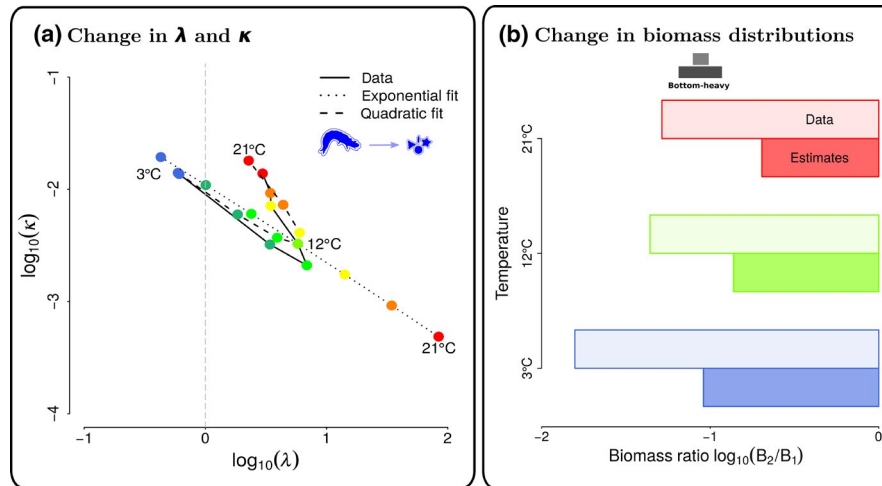 (a) Change in λ and κ
-1
-2
-3
-4
log₁₀(κ)
-1
0
1
2
log₁₀(λ)
Data
Exponential fit
Quadratic fit
21°C
3°C
12°C
21°C
(b) Change in biomass distributions
Bottom-heavy
Data
Estimates
21°C
12°C
3°C
Temperature
-2
-1
0
Biomass ratio log₁₀(B₂/B₁)